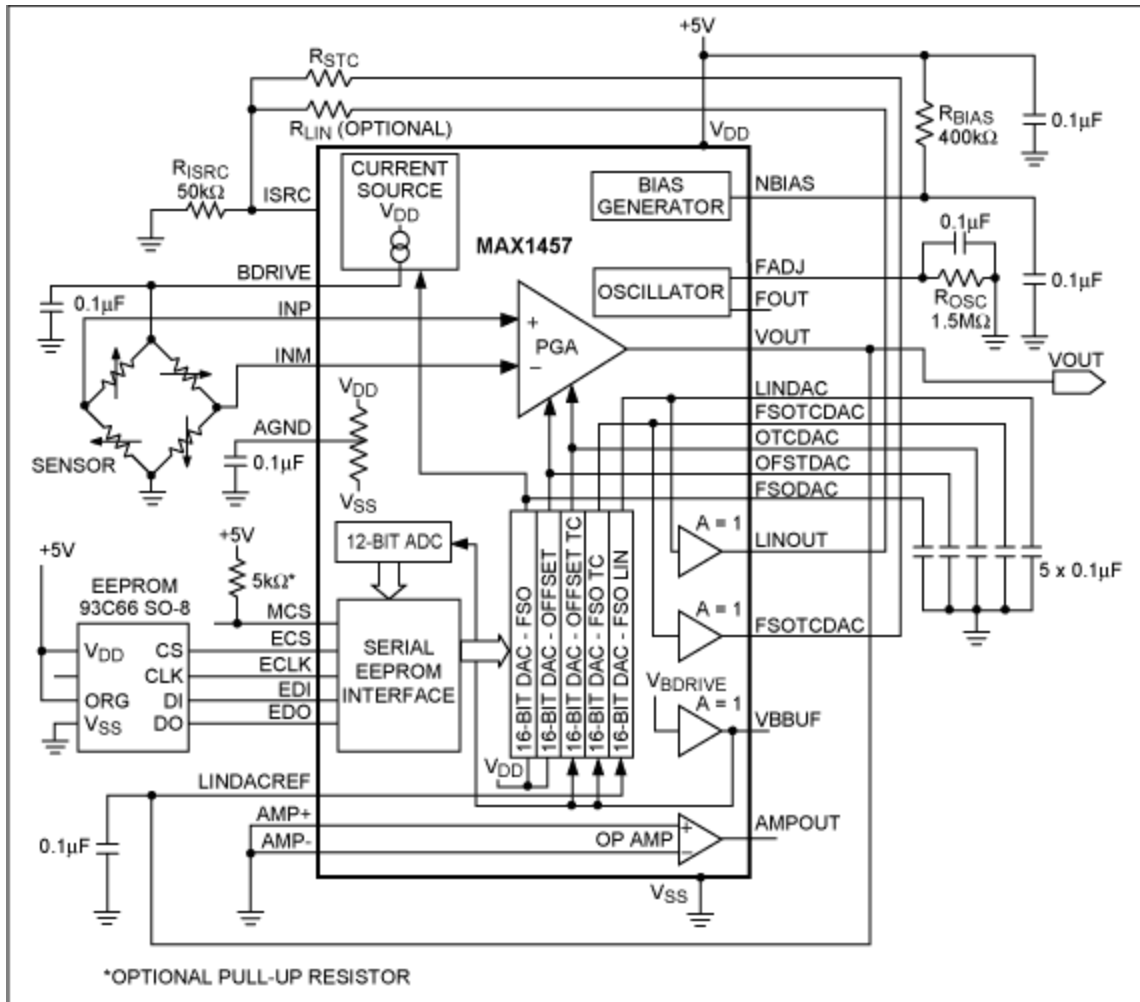 +5V
RSTC
RLIN (OPTIONAL)
VDD
RBIAS
400kΩ
0.1µF
RISRC
50kΩ
ISRC
CURRENT
SOURCE
VDD
BIAS
GENERATOR
NBIAS
MAX1457
0.1µF
BDRIVE
0.1µF
OSCILLATOR
FADJ
FOUT
ROSC
1.5MΩ
0.1µF
INP
+
PGA
−
VOUT
VOUT
INM
VDD
LINDAC
FSOTCDAC
AGND
OTCDAC
SENSOR
0.1µF
OFSTDAC
VSS
FSODAC
+5V
+5V
12-BIT ADC
16-BIT DAC - FSO
16-BIT DAC - OFFSET
16-BIT DAC - OFFSET TC
16-BIT DAC - FSO TC
16-BIT DAC - FSO LIN
A = 1
LINOUT
5 x 0.1µF
5kΩ*
EEPROM
93C66 SO-8
MCS
A = 1
FSOTCDAC
VDD
CS
ECS
SERIAL
EEPROM
INTERFACE
CLK
ECLK
ORG
DI
EDI
VSS
DO
EDO
VBDRIVE
A = 1
VBBUF
VDD
LINDACREF
AMP+
+
AMPOUT
0.1µF
AMP-
OP AMP
−
VSS
*OPTIONAL PULL-UP RESISTOR